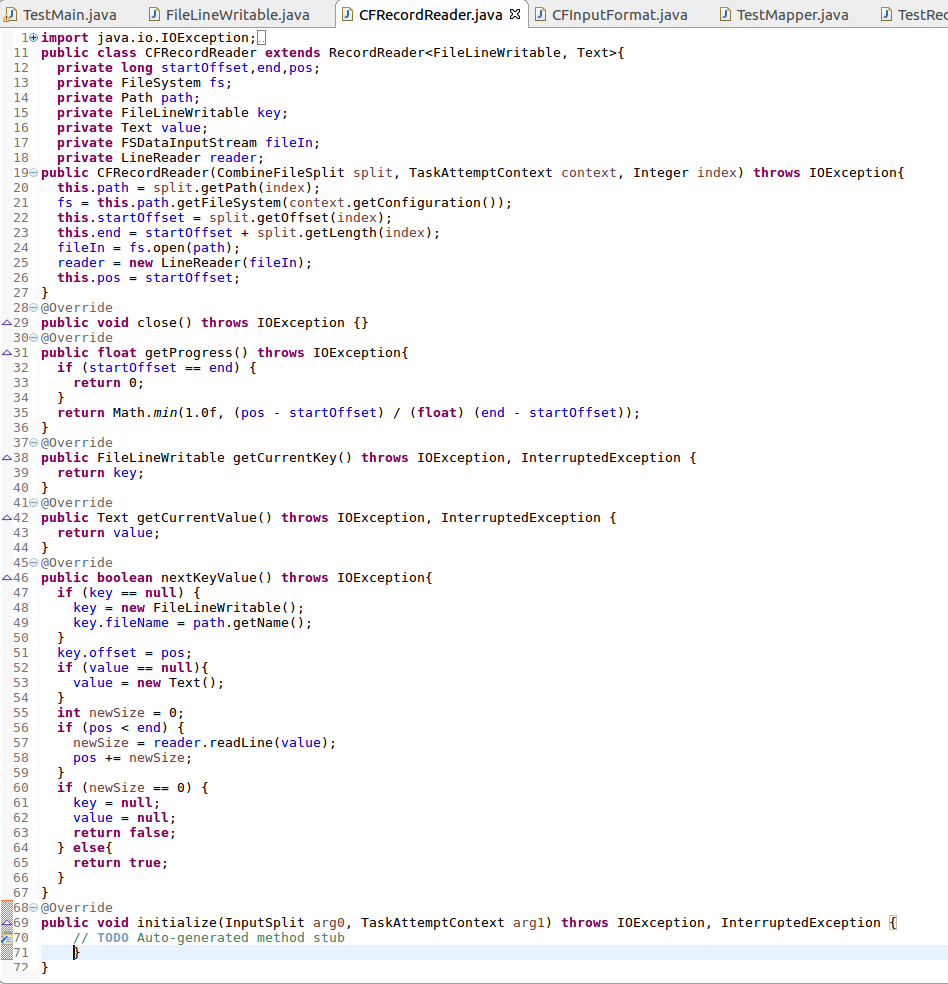 TestMain.java FileLineWritable.java CFRecordReader.java CFInputFormat.java TestMapper.java TestRec
1 import java.io.IOException;
11 public class CFRecordReader extends RecordReader<FileLineWritable, Text>{
12 private long startOffset,end,pos;
13 private FileSystem fs;
14 private Path path;
15 private FileLineWritable key;
16 private Text value;
17 private FSDataInputStream fileIn;
18 private LineReader reader;
19 public CFRecordReader(CombineFileSplit split, TaskAttemptContext context, Integer index) throws IOException{
20 this.path = split.getPath(index);
21 fs = this.path.getFileSystem(context.getConfiguration());
22 this.startOffset = split.getOffset(index);
23 this.end = startOffset + split.getLength(index);
24 fileIn = fs.open(path);
25 reader = new LineReader(fileIn);
26 this.pos = startOffset;
27 }
28 @Override
29 public void close() throws IOException {}
30 @Override
31 public float getProgress() throws IOException{
32 if (startOffset == end) {
33 return 0;
34 }
35 return Math.min(1.0f, (pos - startOffset) / (float) (end - startOffset));
36 }
37 @Override
38 public FileLineWritable getCurrentKey() throws IOException, InterruptedException {
39 return key;
40 }
41 @Override
42 public Text getCurrentValue() throws IOException, InterruptedException {
43 return value;
44 }
45 @Override
46 public boolean nextKeyValue() throws IOException{
47 if (key == null) {
48 key = new FileLineWritable();
49 key.fileName = path.getName();
50 }
51 key.offset = pos;
52 if (value == null){
53 value = new Text();
54 }
55 int newSize = 0;
56 if (pos < end) {
57 newSize = reader.readLine(value);
58 pos += newSize;
59 }
60 if (newSize == 0) {
61 key = null;
62 value = null;
63 return false;
64 } else{
65 return true;
66 }
67 }
68 @Override
69 public void initialize(InputSplit arg0, TaskAttemptContext arg1) throws IOException, InterruptedException {
70 // TODO Auto-generated method stub
71 }
72 }